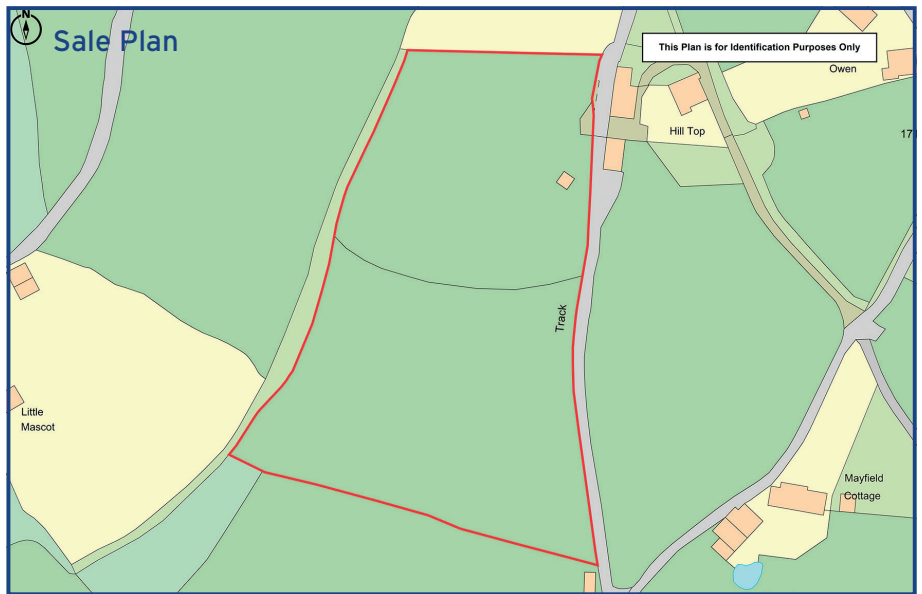 N
Sale Plan
This Plan is for Identification Purposes Only
Owen
Hill Top
Track
Little
Mascot
Mayfield
Cottage